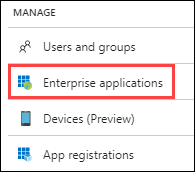 MANAGE
Users and groups
Enterprise applications
Devices (Preview)
App registrations